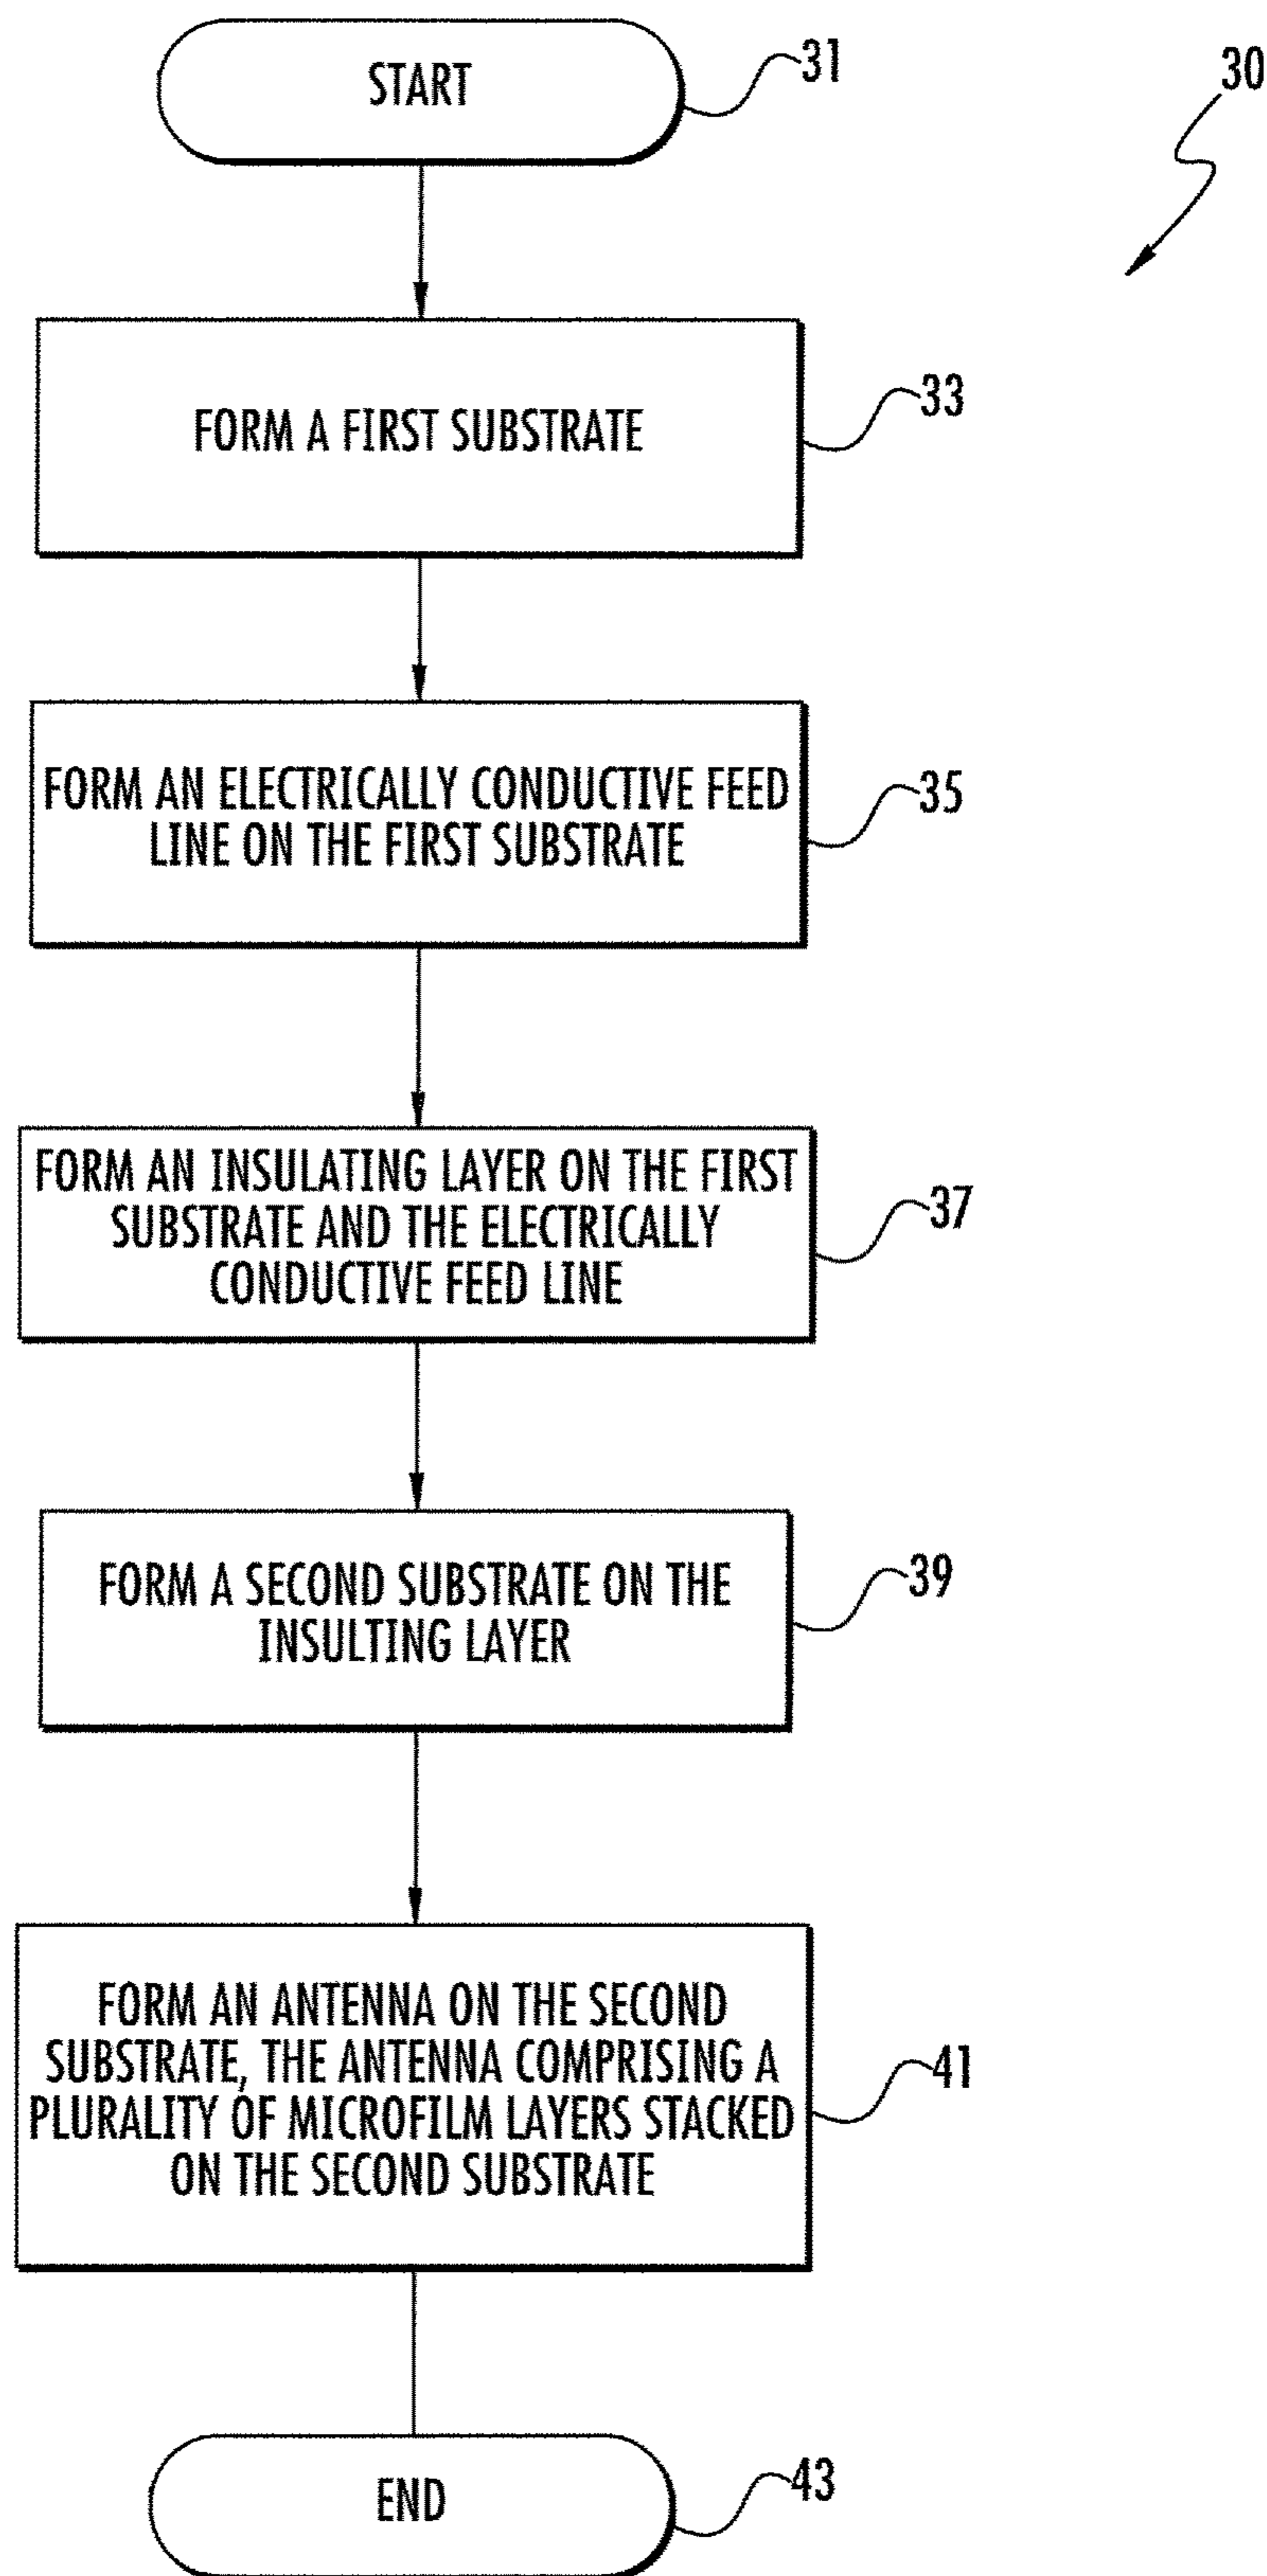 START
31
30
FORM A FIRST SUBSTRATE
33
FORM AN ELECTRICALLY CONDUCTIVE FEED
LINE ON THE FIRST SUBSTRATE
35
FORM AN INSULATING LAYER ON THE FIRST
SUBSTRATE AND THE ELECTRICALLY
CONDUCTIVE FEED LINE
37
FORM A SECOND SUBSTRATE ON THE
INSULTING LAYER
39
FORM AN ANTENNA ON THE SECOND
SUBSTRATE, THE ANTENNA COMPRISING A
PLURALITY OF MICROFILM LAYERS STACKED
ON THE SECOND SUBSTRATE
41
END
43